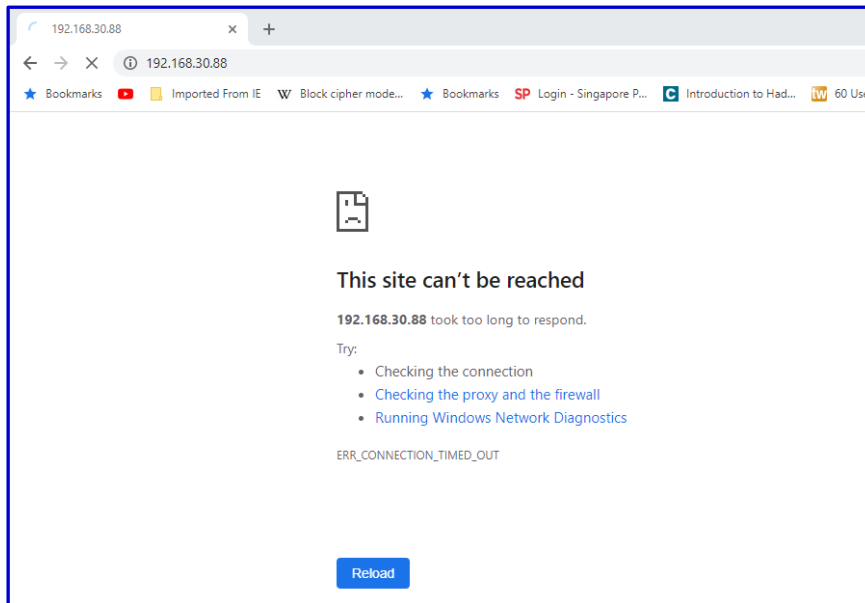 192.168.30.88
192.168.30.88
Bookmarks Imported From IE W Block cipher mode... Bookmarks SP Login - Singapore P... C Introduction to Had... tw 60 Use
This site can't be reached
192.168.30.88 took too long to respond.
Try:
• Checking the connection
• Checking the proxy and the firewall
• Running Windows Network Diagnostics
ERR_CONNECTION_TIMED_OUT
Reload